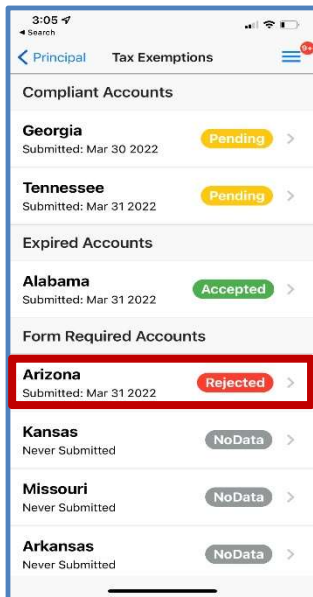 3:05
Search
Principal
Tax Exemptions
9+
Compliant Accounts
Georgia
Pending
Submitted: Mar 30 2022
Tennessee
Pending
Submitted: Mar 31 2022
Expired Accounts
Alabama
Accepted
Submitted: Mar 31 2022
Form Required Accounts
Arizona
Rejected
Submitted: Mar 31 2022
Kansas
NoData
Never Submitted
Missouri
NoData
Never Submitted
Arkansas
NoData
Never Submitted